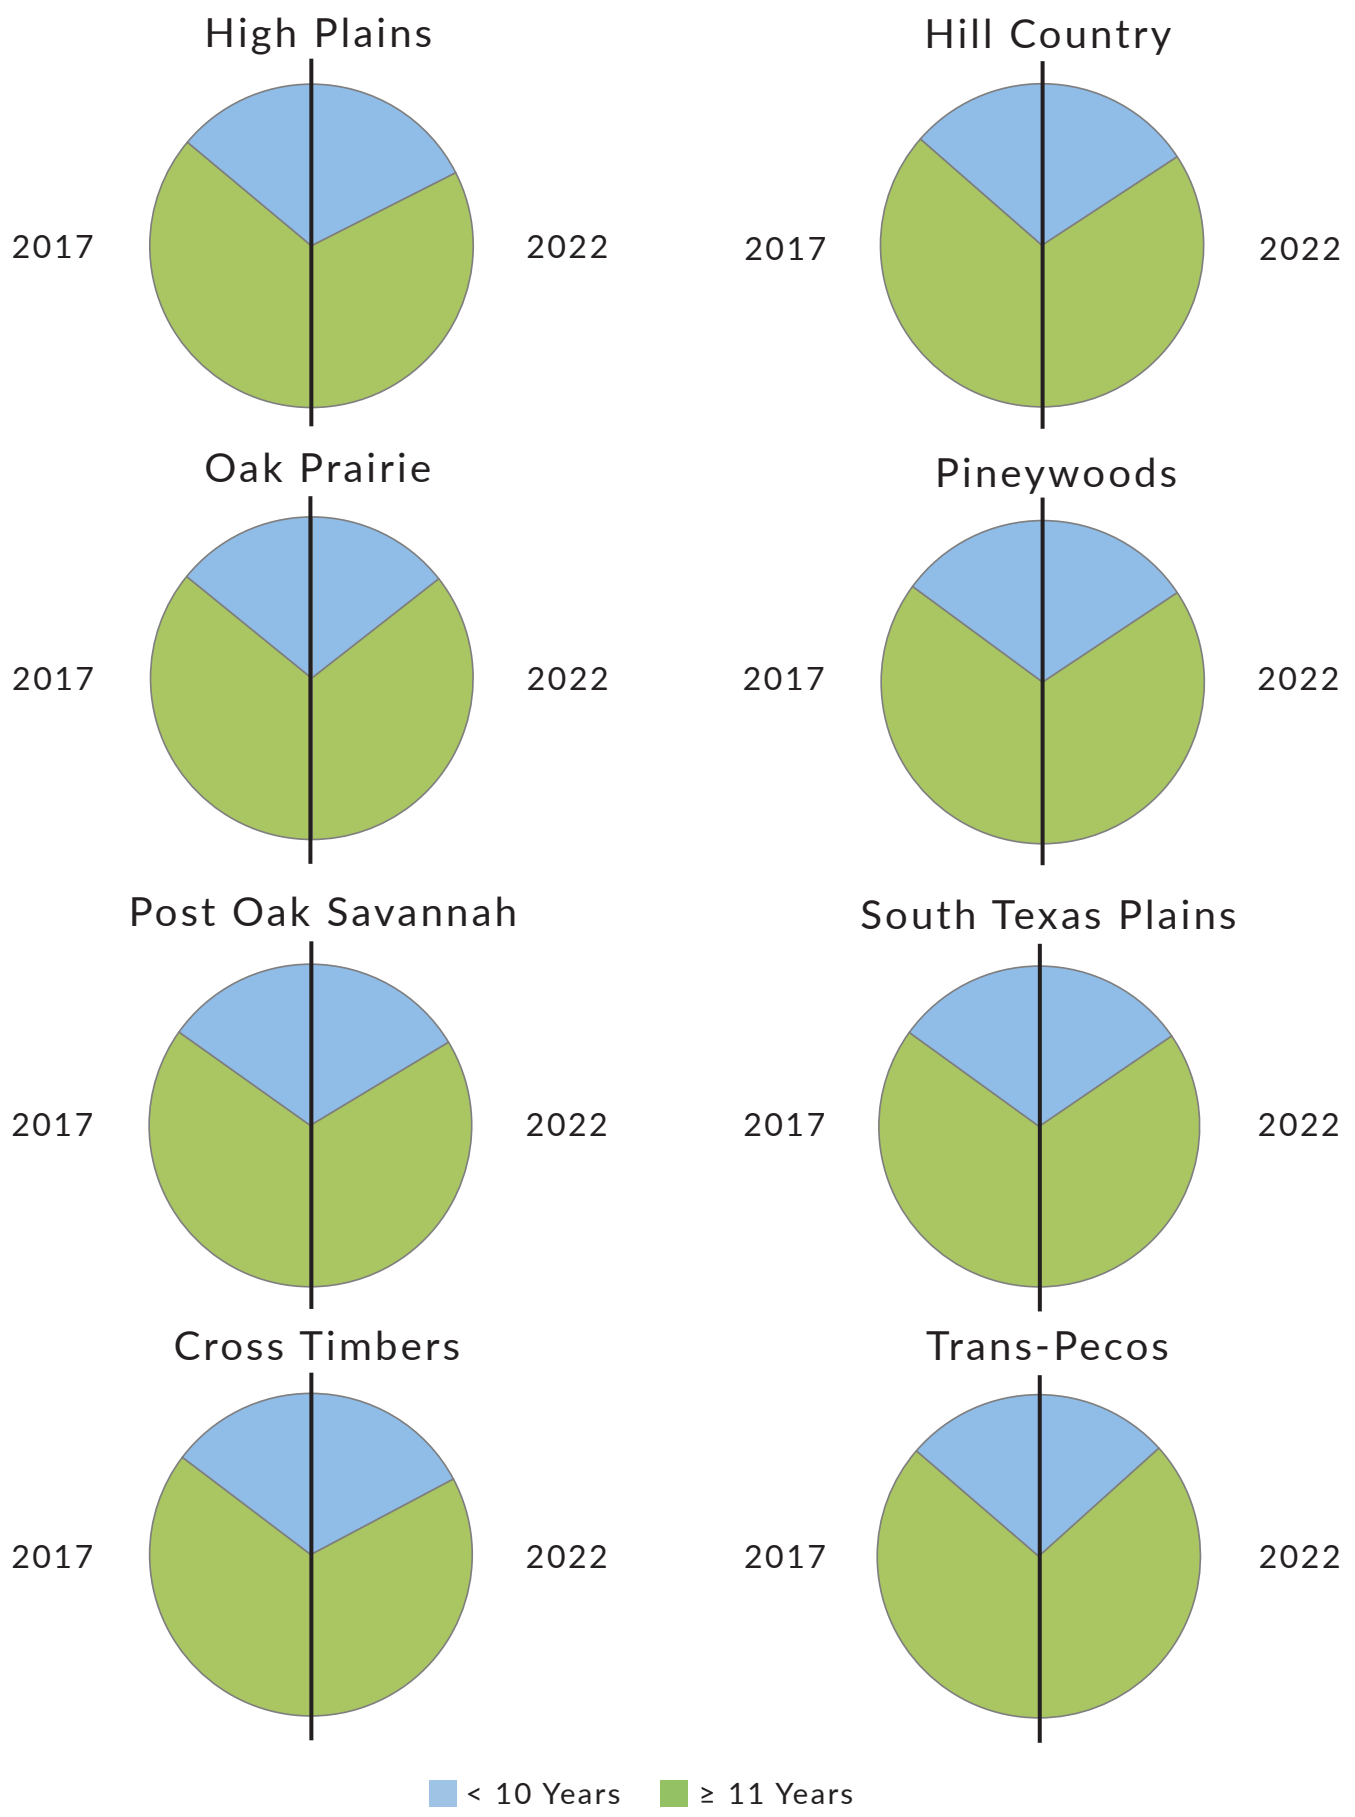 High Plains
Hill Country
2017
2022
2017
2022
Oak Prairie
Pineywoods
2017
2022
2017
2022
Post Oak Savannah
South Texas Plains
2017
2022
2017
2022
Cross Timbers
Trans-Pecos
2017
2022
2017
2022
< 10 Years
≥ 11 Years